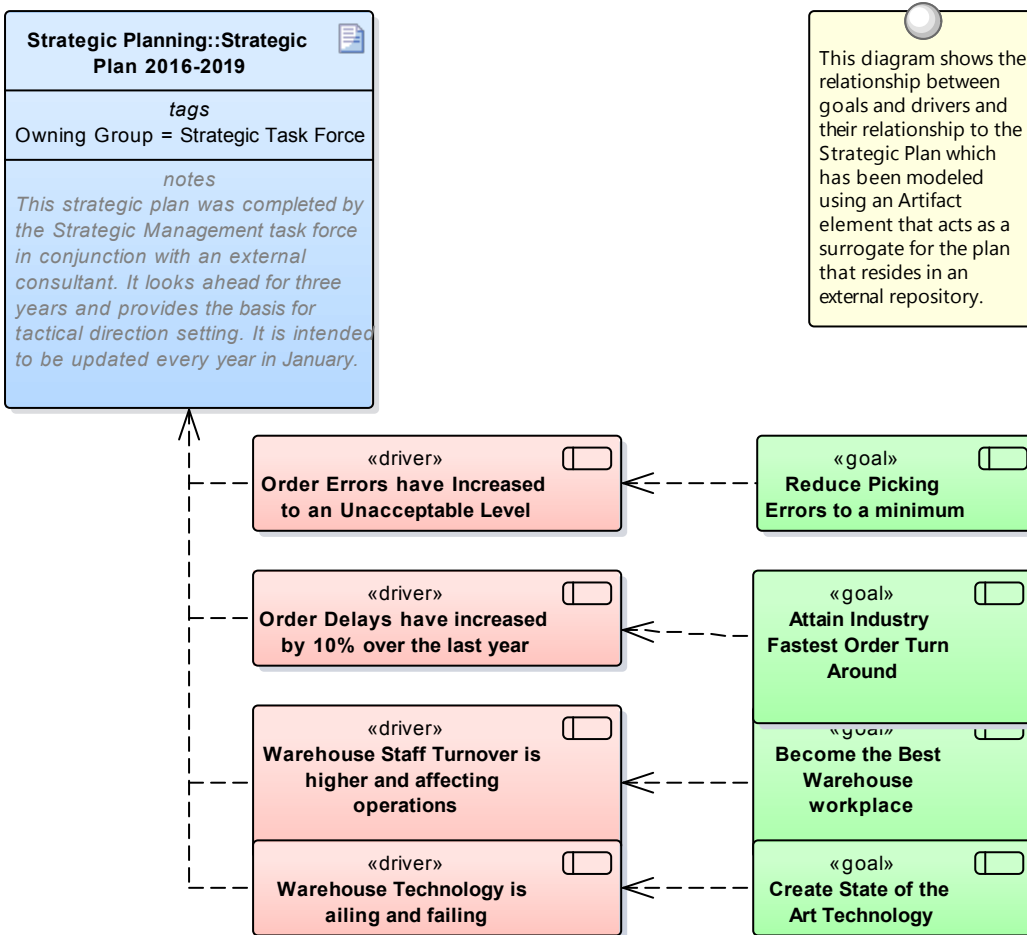 Strategic Planning::Strategic
Plan 2016-2019
tags
Owning Group = Strategic Task Force
notes
This strategic plan was completed by
the Strategic Management task force
in conjunction with an external
consultant. It looks ahead for three
years and provides the basis for
tactical direction setting. It is intended
to be updated every year in January.
This diagram shows the
relationship between
goals and drivers and
their relationship to the
Strategic Plan which
has been modeled
using an Artifact
element that acts as a
surrogate for the plan
that resides in an
external repository.
«driver»
Order Errors have Increased
to an Unacceptable Level
«goal»
Reduce Picking
Errors to a minimum
«driver»
Order Delays have increased
by 10% over the last year
«goal»
Attain Industry
Fastest Order Turn
Around
«driver»
Warehouse Staff Turnover is
higher and affecting
operations
«goal»
Become the Best
Warehouse
workplace
«driver»
Warehouse Technology is
ailing and failing
«goal»
Create State of the
Art Technology